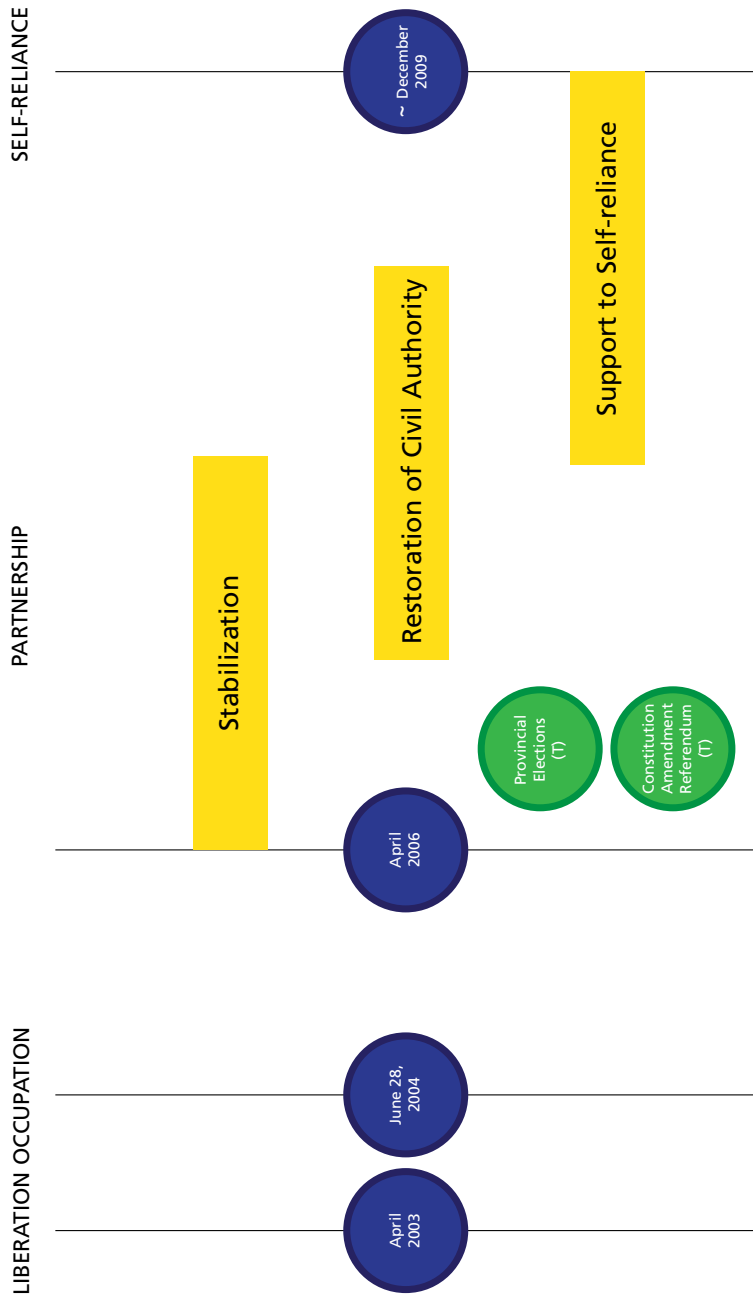 LIBERATION OCCUPATION
PARTNERSHIP
SELF-RELIANCE
Stabilization
April
2003
June 28,
2004
April
2006
Restoration of Civil Authority
~ December
2009
Provincial
Elections
(T)
Support to Self-reliance
Constitution
Amendment
Referendum
(T)